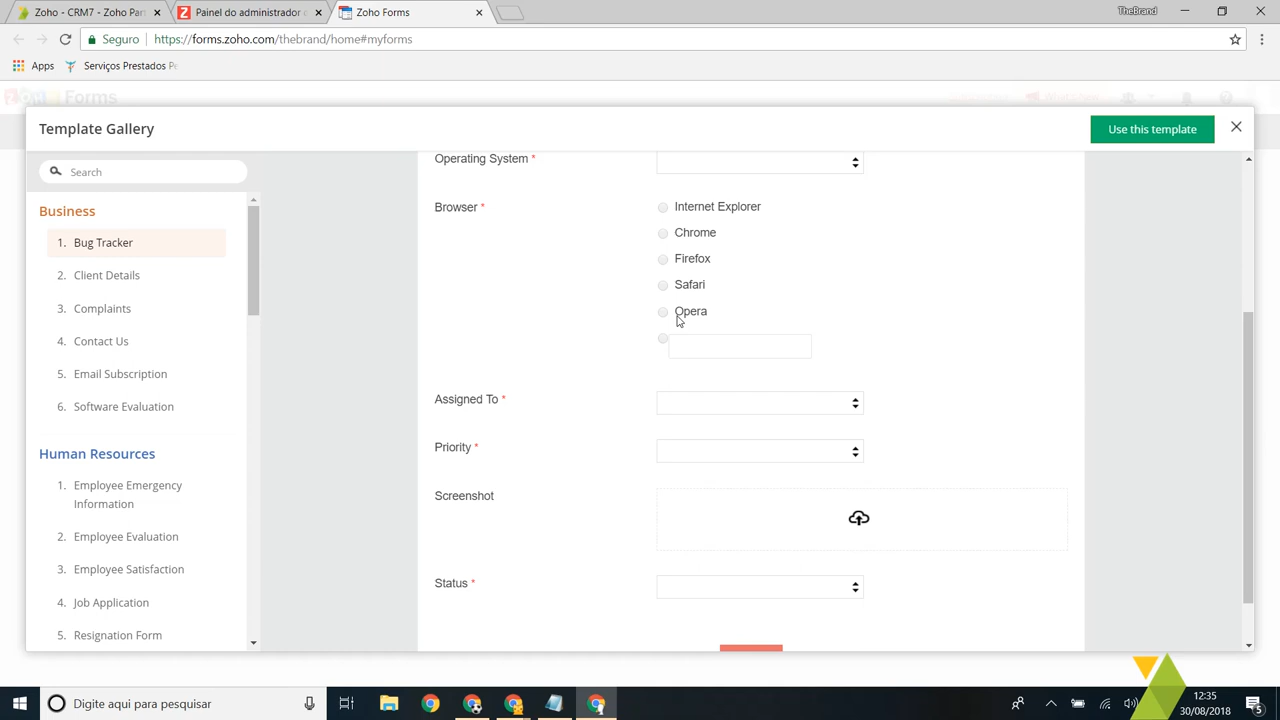 Zoho - CRM7 - Zoho Par
Painel do administrador
Zoho Forms
TheBrand
Seguro
https://forms.zoho.com/thebrand/home#myforms
Apps
Serviços Prestados Pe
Forms
Template Gallery
Use this template
Search
Business
1. Bug Tracker
2. Client Details
3. Complaints
4. Contact Us
5. Email Subscription
6. Software Evaluation
Human Resources
1. Employee Emergency
Information
2. Employee Evaluation
3. Employee Satisfaction
4. Job Application
5. Resignation Form
Operating System *
Browser *
Internet Explorer
Chrome
Firefox
Safari
Opera
Assigned To *
Priority *
Screenshot
Status *
Digite aqui para pesquisar
12:35
30/08/2018
5